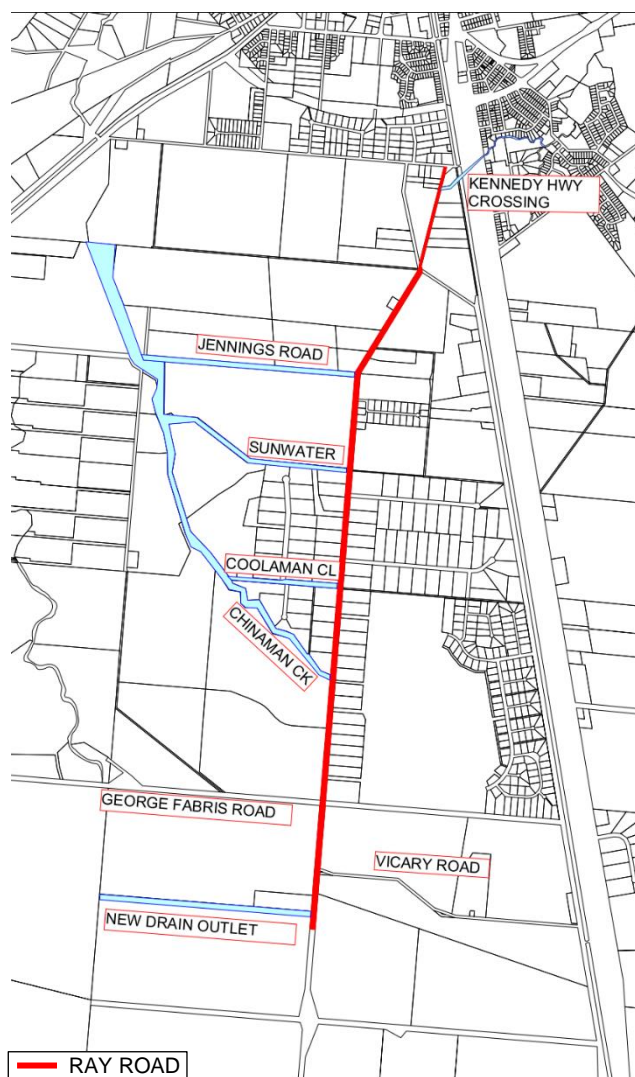 KENNEDY HWY
CROSSING
JENNINGS ROAD
SUNWATER
COOLAMAN CL
CHINAMAN CK
GEORGE FABRIS ROAD
VICARY ROAD
NEW DRAIN OUTLET
RAY ROAD